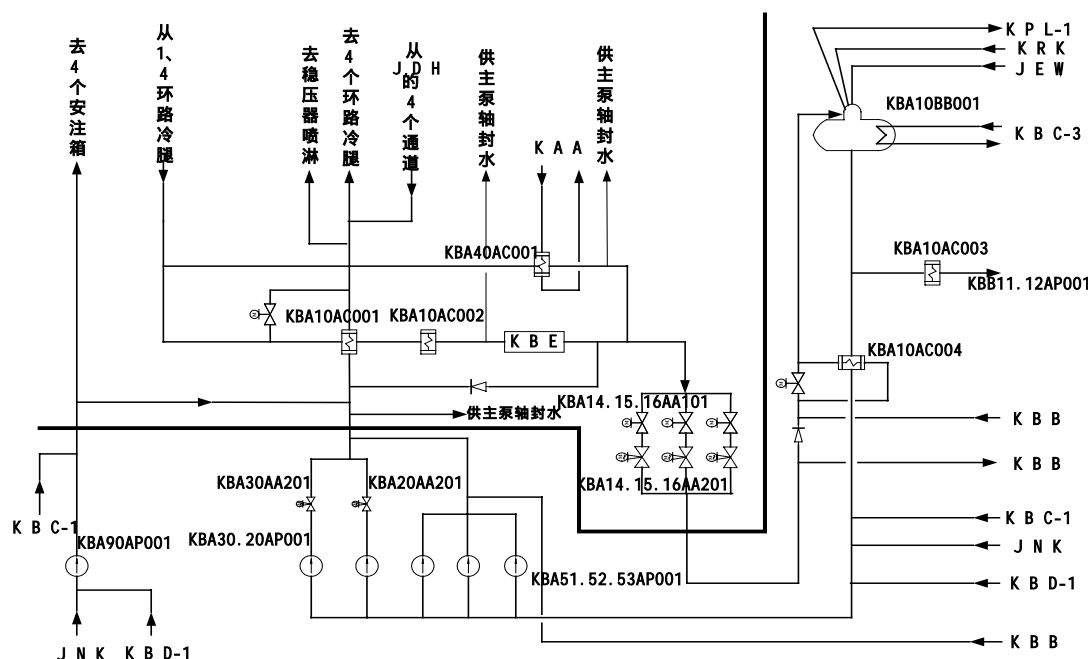 去4个安注箱
从1、4环路冷腿
去稳压器喷淋
去4个环路冷腿
从JDH的4个通道
供主泵轴封水
KAA
供主泵轴封水
KPL-1
KRK
JEW
KBA10BB001
KBC-3
KBA40AC001
KBA10AC003
KBB11.12AP001
KBA10AC001
KBA10AC002
KBE
KBA10AC004
KBA14.15.16AA101
供主泵轴封水
KBB
KBB
KBA30AA201
KBA20AA201
KBA14.15.16AA201
KBC-1
KBC-1
KBA90AP001
KBA30.20AP001
JNK
KBA51.52.53AP001
KBD-1
KBB
JNK
KBD-1